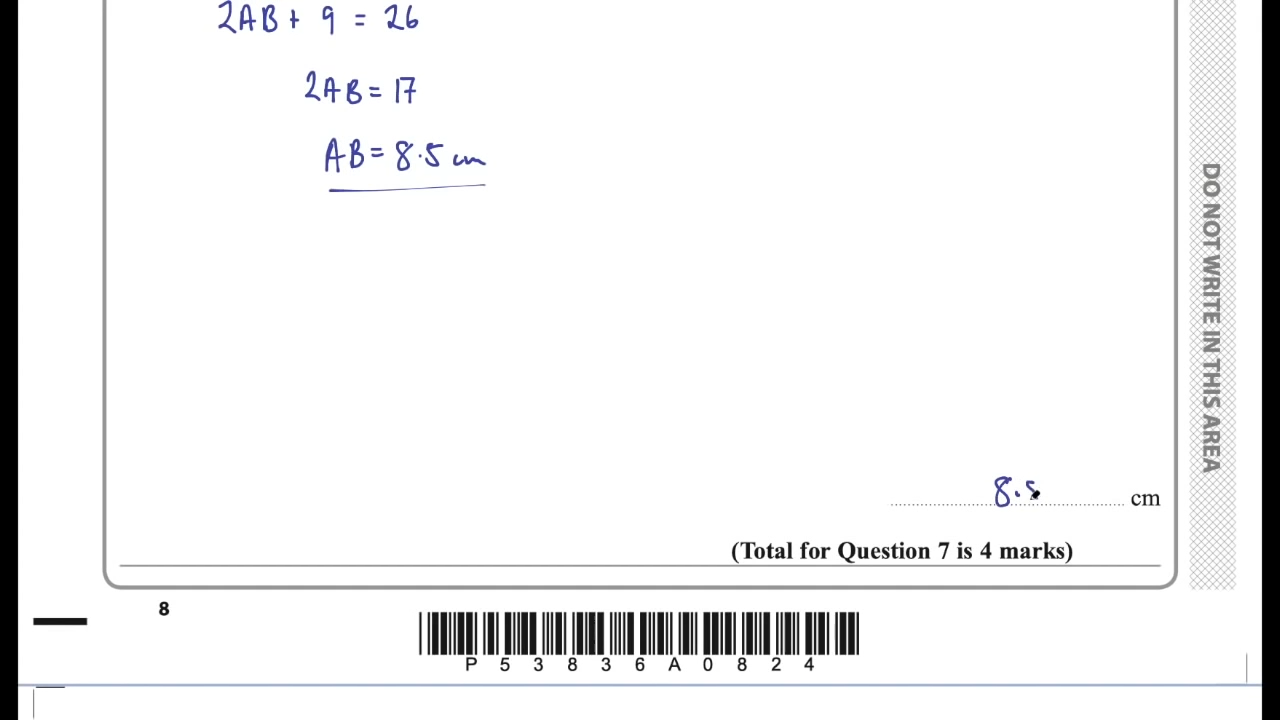 2AB + 9 = 26
2AB = 17
AB = 8.5 cm
DO NOT WRITE IN THIS AREA
8.5 cm
(Total for Question 7 is 4 marks)
8
P 5 3 8 3 6 A 0 8 2 4